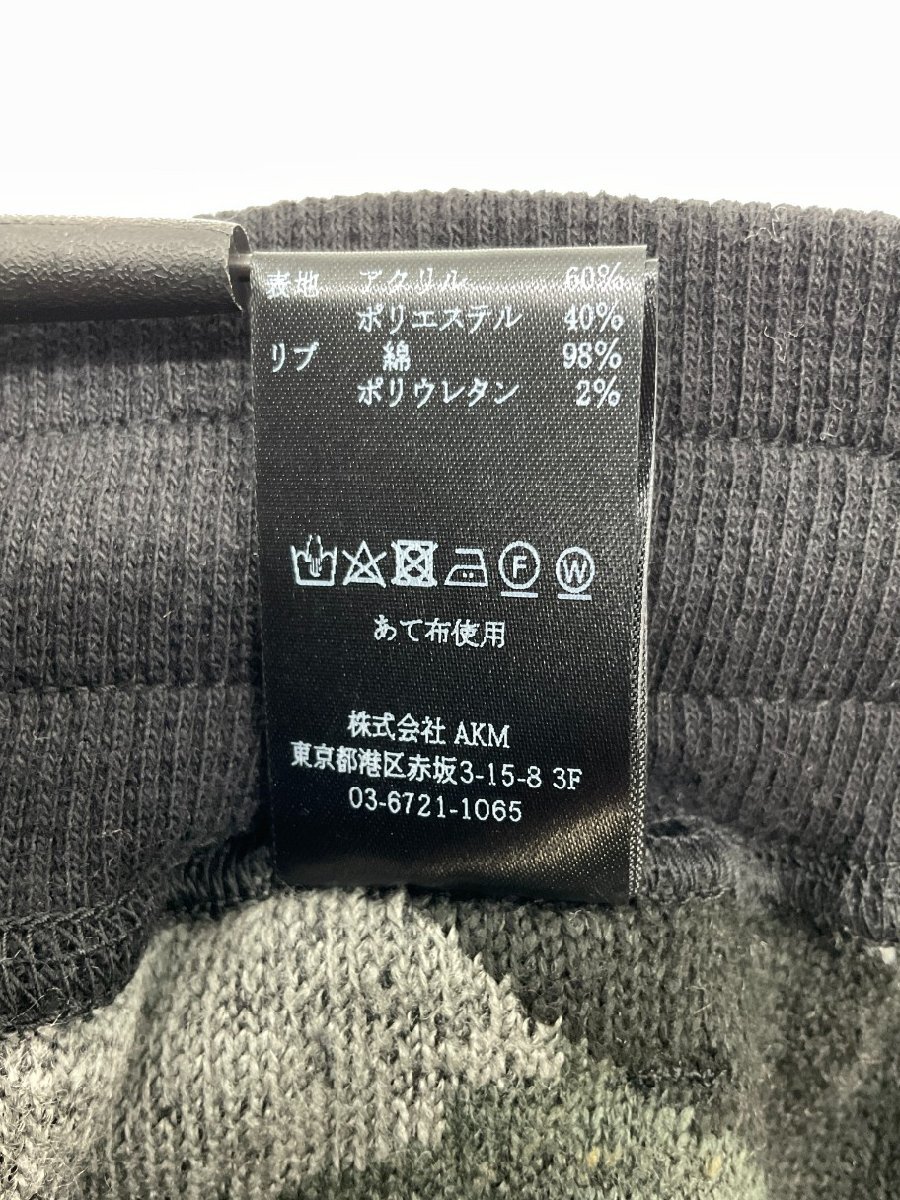 表地 アクリル 60%
ポリエステル 40%
リブ 綿 98%
ポリウレタン 2%
F W
あて布使用
株式会社 AKM
東京都港区赤坂3-15-8 3F
03-6721-1065